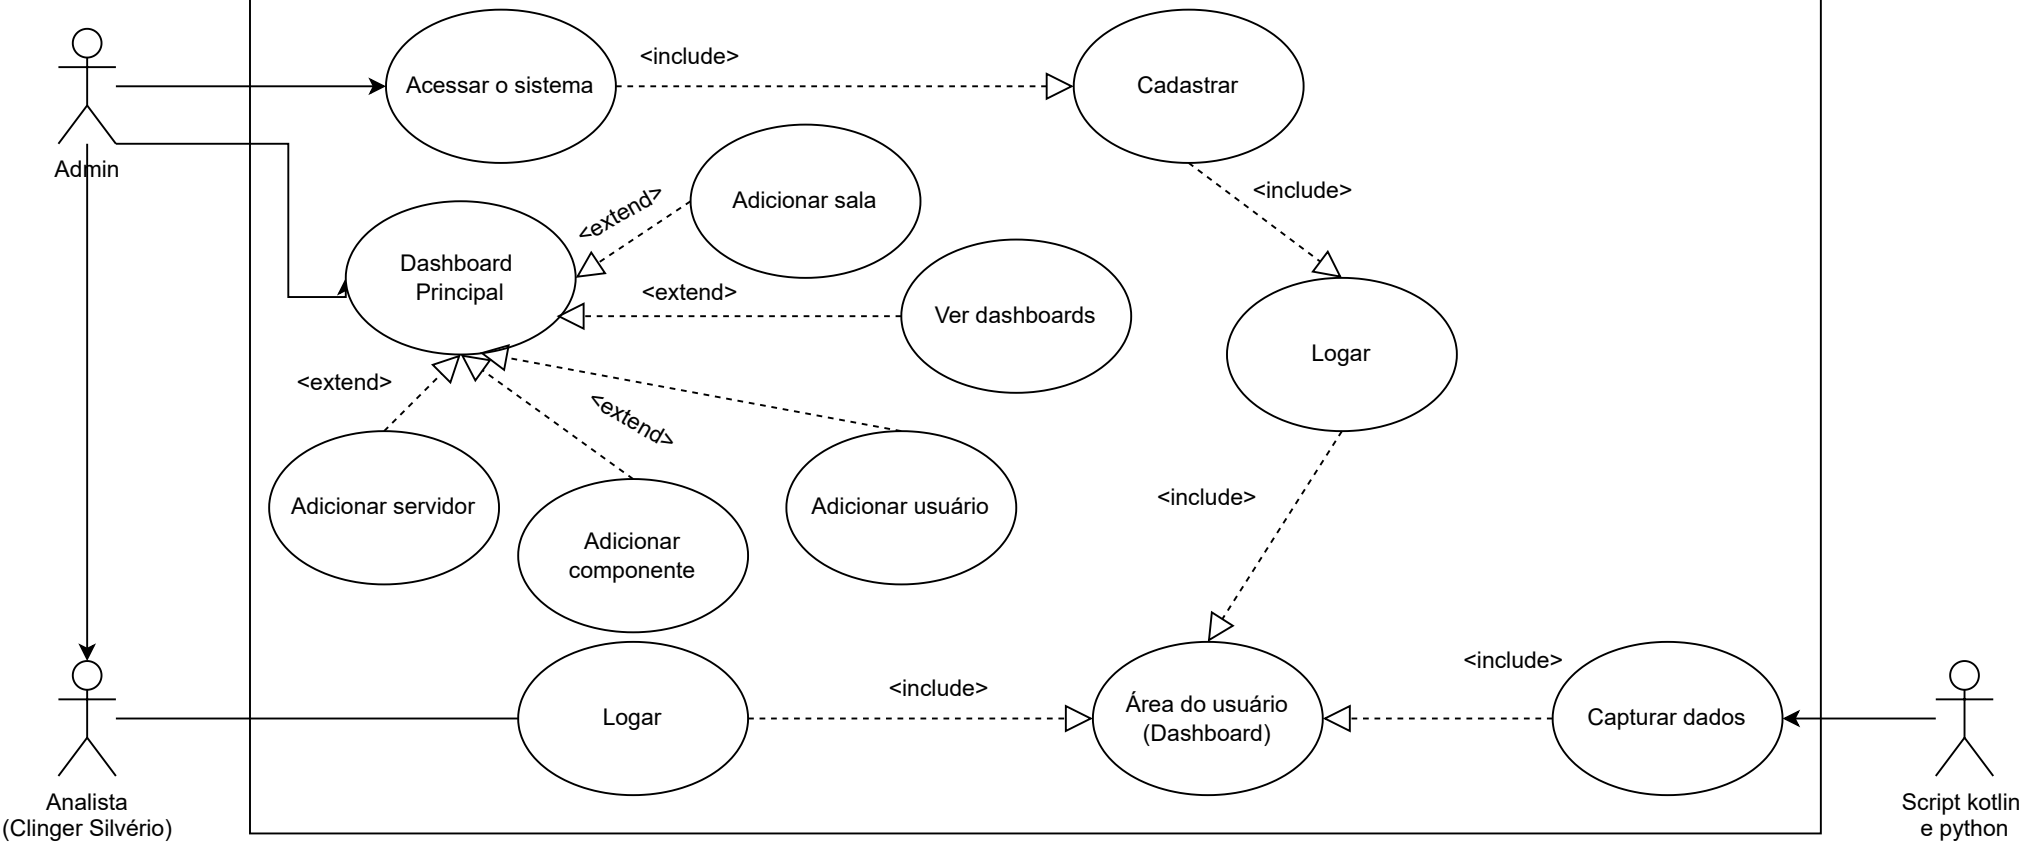 Admin
Acessar o sistema
<include>
Cadastrar
<include>
Adicionar sala
<extend>
Dashboard
Principal
<extend>
Ver dashboards
Logar
<extend>
<extend>
Adicionar servidor
Adicionar
componente
Adicionar usuário
<include>
Analista
(Clinger Silvério)
Logar
<include>
Área do usuário
(Dashboard)
<include>
Capturar dados
Script kotlin
e python